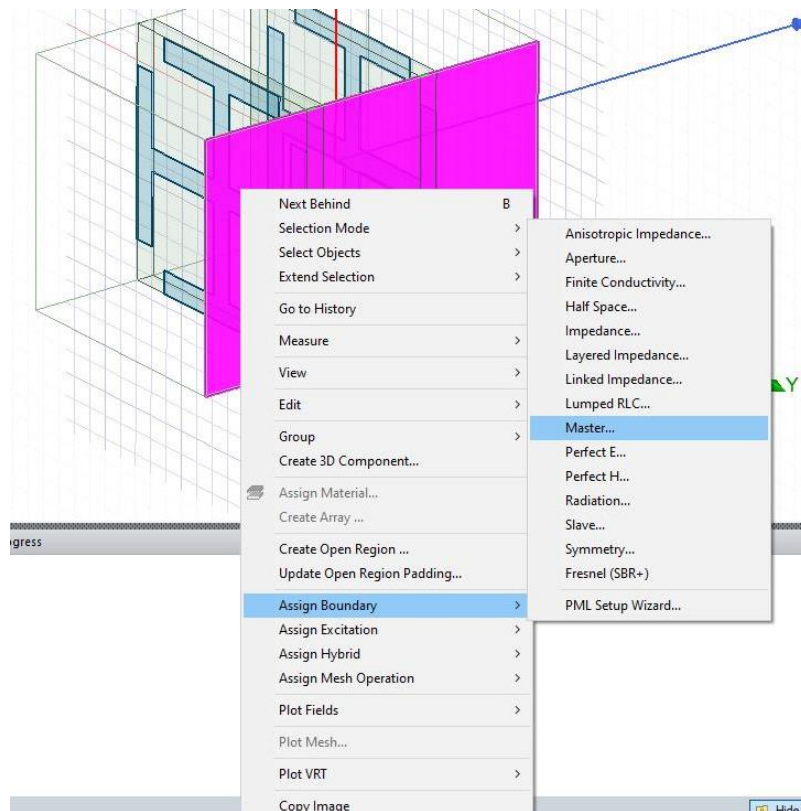 Next Behind B
Selection Mode
Select Objects
Extend Selection
Go to History
Measure
View
Edit
Group
Create 3D Component...
Assign Material...
Create Array ...
Create Open Region ...
Update Open Region Padding...
Assign Boundary
Assign Excitation
Assign Hybrid
Assign Mesh Operation
Plot Fields
Plot Mesh...
Plot VRT
Copy Image
Anisotropic Impedance...
Aperture...
Finite Conductivity...
Half Space...
Impedance...
Layered Impedance...
Linked Impedance...
Lumped RLC...
Master...
Perfect E...
Perfect H...
Radiation...
Slave...
Symmetry...
Fresnel (SBR+)
PML Setup Wizard...
Y
gress
Hide